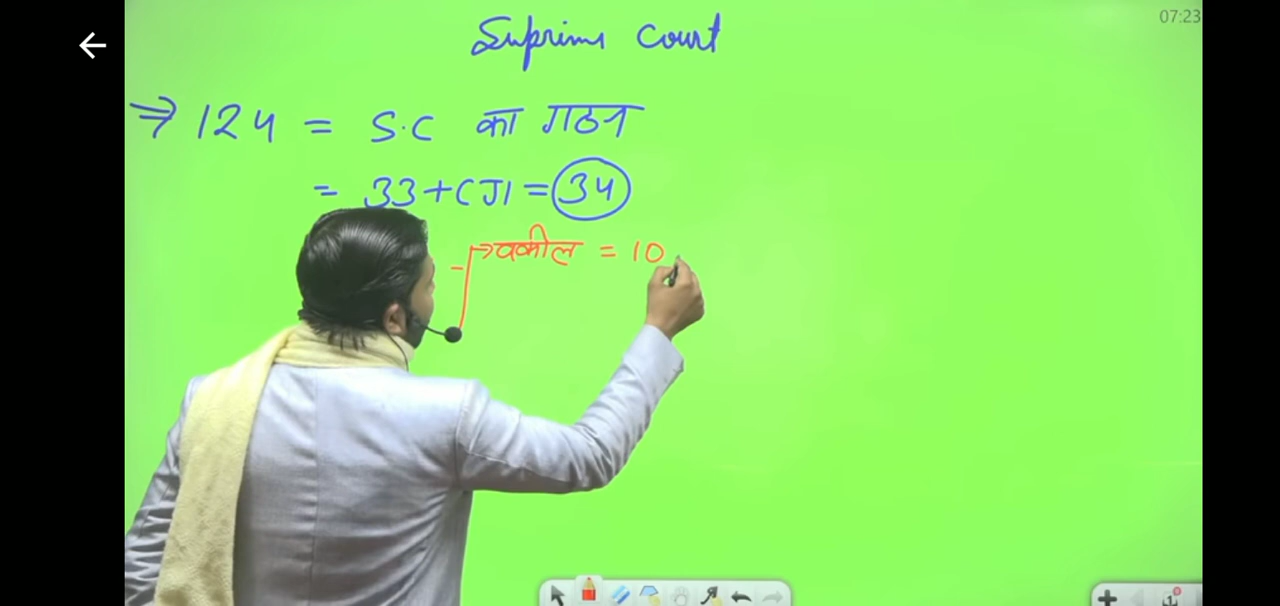 07:23
Suprime Court
⇒ 124 = S.C का गठन
= 33 + CJI = 34
→ वकील = 10